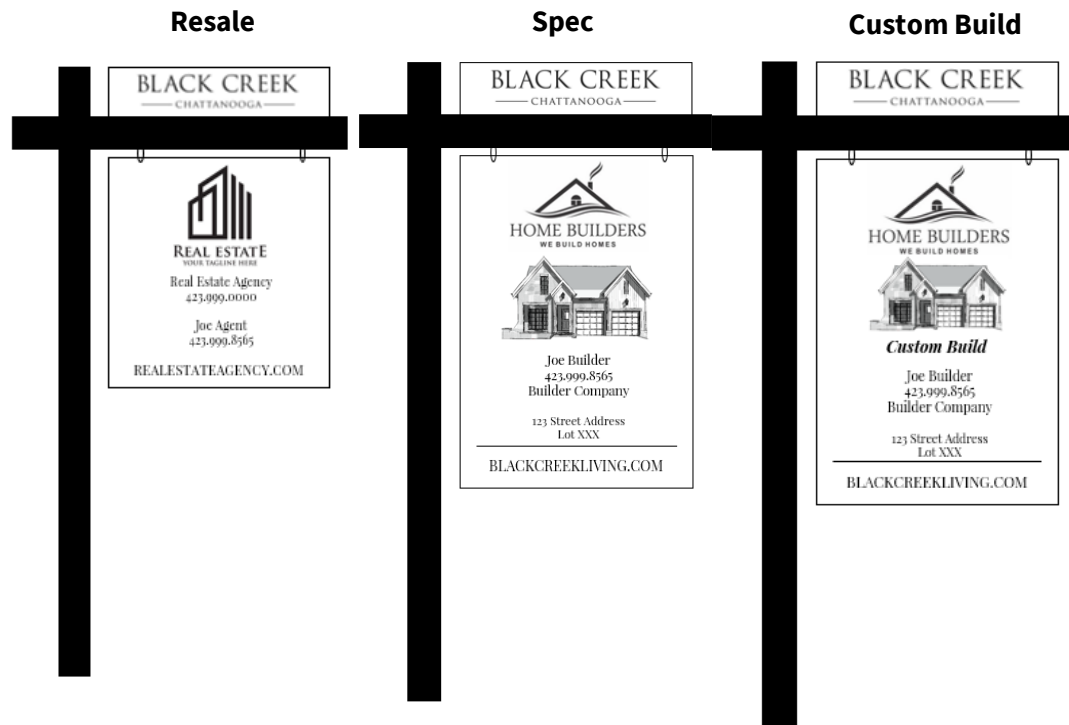 Resale
BLACK CREEK
CHATTANOOGA
REAL ESTATE
YOUR TAGLINE HERE
Real Estate Agency
423.999.0000
Joe Agent
423.999.8565
REALESTATEAGENCY.COM
Spec
BLACK CREEK
CHATTANOOGA
HOME BUILDERS
WE BUILD HOMES
Joe Builder
423.999.8565
Builder Company
123 Street Address
Lot XXX
BLACKCREEKLIVING.COM
Custom Build
BLACK CREEK
CHATTANOOGA
HOME BUILDERS
WE BUILD HOMES
Custom Build
Joe Builder
423.999.8565
Builder Company
123 Street Address
Lot XXX
BLACKCREEKLIVING.COM